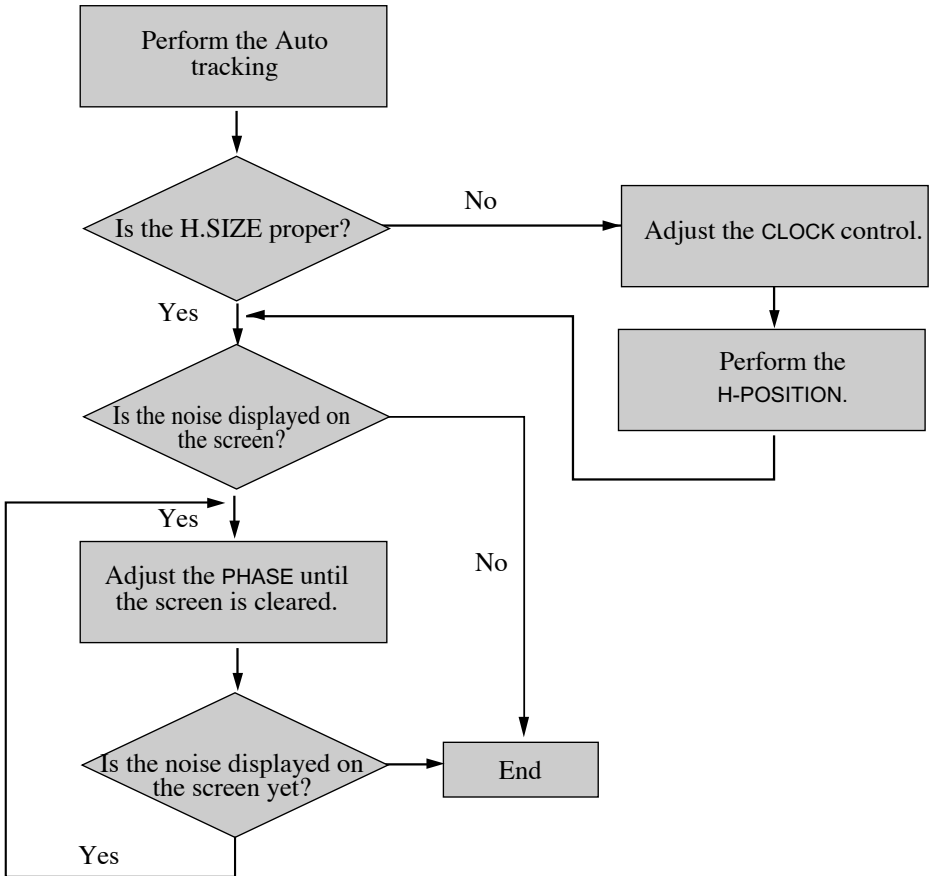 Perform the Auto
tracking
Is the H.SIZE proper?
No
Adjust the CLOCK control.
Yes
Perform the
H-POSITION.
Is the noise displayed on
the screen?
Yes
No
Adjust the PHASE until
the screen is cleared.
Is the noise displayed on
the screen yet?
End
Yes